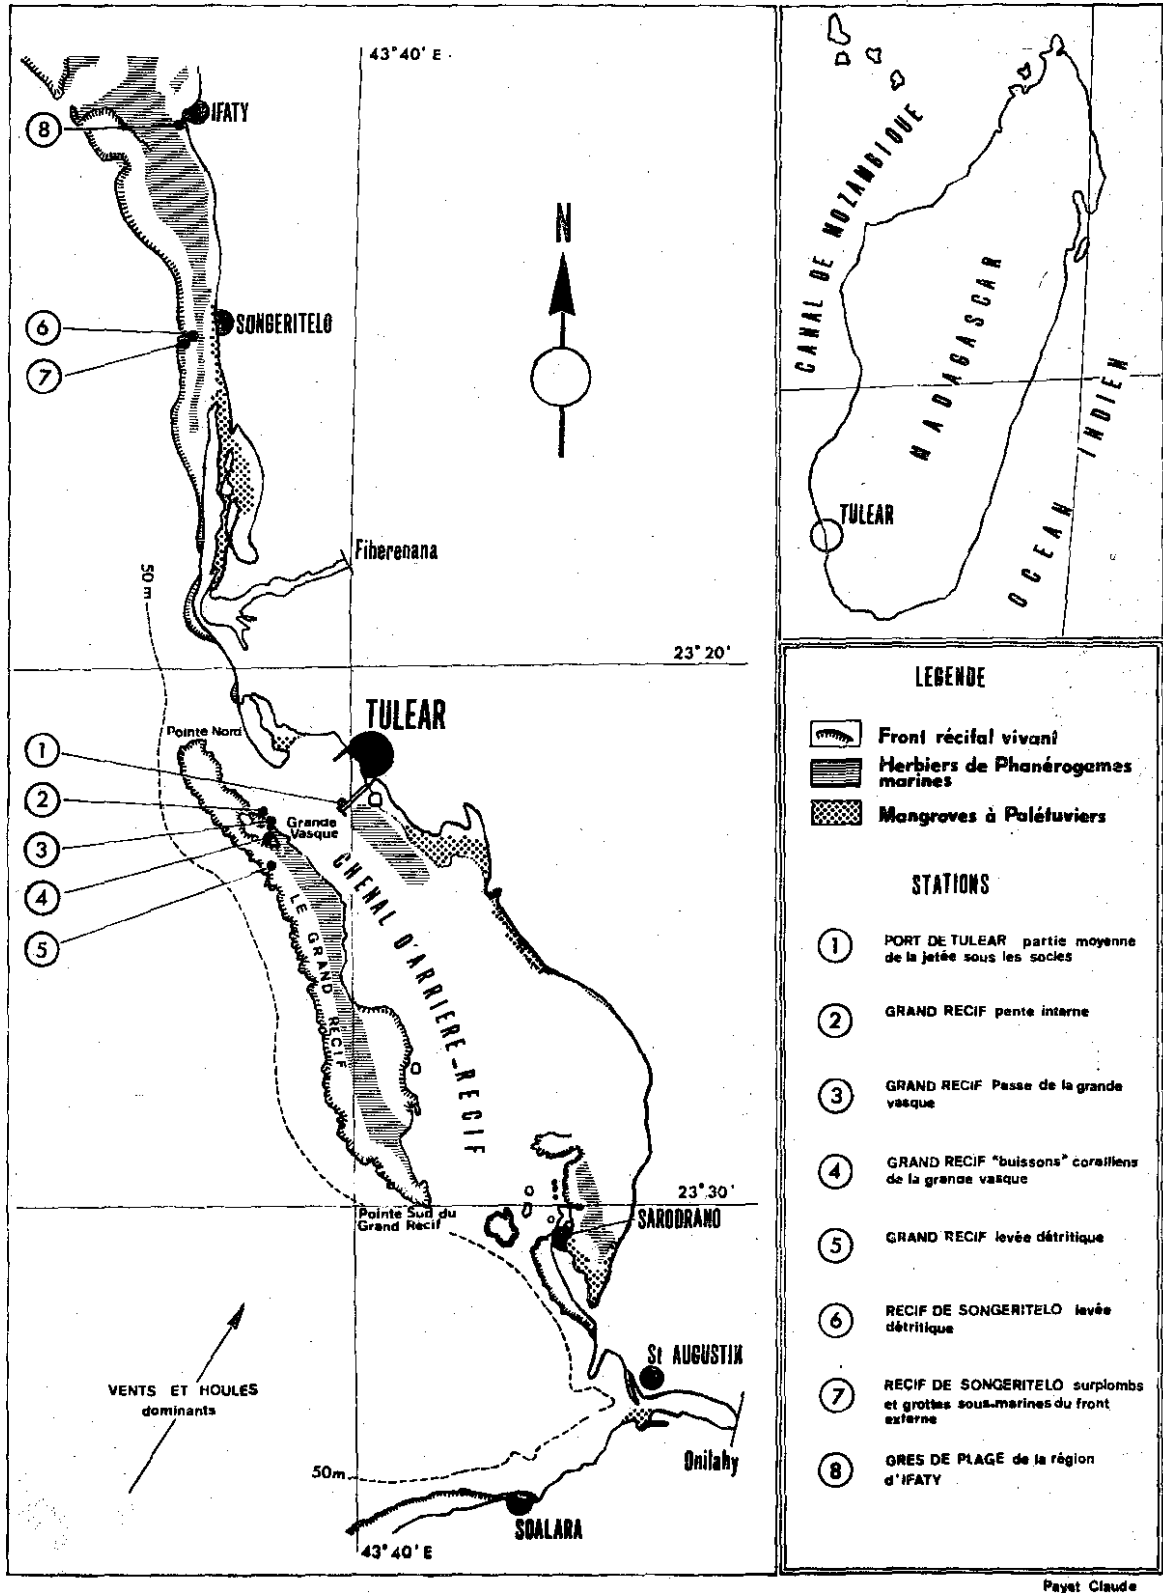 43°40' E
8
IFATY
6
SONGERITELO
7
N
Fiherenana
50 m
23°20'
Pointe Nord
TULEAR
1
2
Grande
Vasque
3
4
5
CHENAL D'ARRIERE-RECIF
LE GRAND RECIF
23°30'
Pointe Sud du
Grand Récif
SARODRANO
St AUGUSTIN
VENTS ET HOULES
dominants
Onilahy
50m
SOALARA
43°40' E
CANAL DE MOZAMBIQUE
MADAGASCAR
OCEAN INDIEN
TULEAR
LEGENDE
Front récifal vivant
Herbiers de Phanérogames
marines
Mangroves à Palétuviers
STATIONS
1 PORT DE TULEAR partie moyenne
de la jetée sous les socles
2 GRAND RECIF pente interne
3 GRAND RECIF Passe de la grande
vasque
4 GRAND RECIF "buissons" coralliens
de la grande vasque
5 GRAND RECIF levée détritique
6 RECIF DE SONGERITELO levée
détritique
7 RECIF DE SONGERITELO surplombs
et grottes sous-marines du front
externe
8 GRES DE PLAGE de la région
d'IFATY
Payet Claude